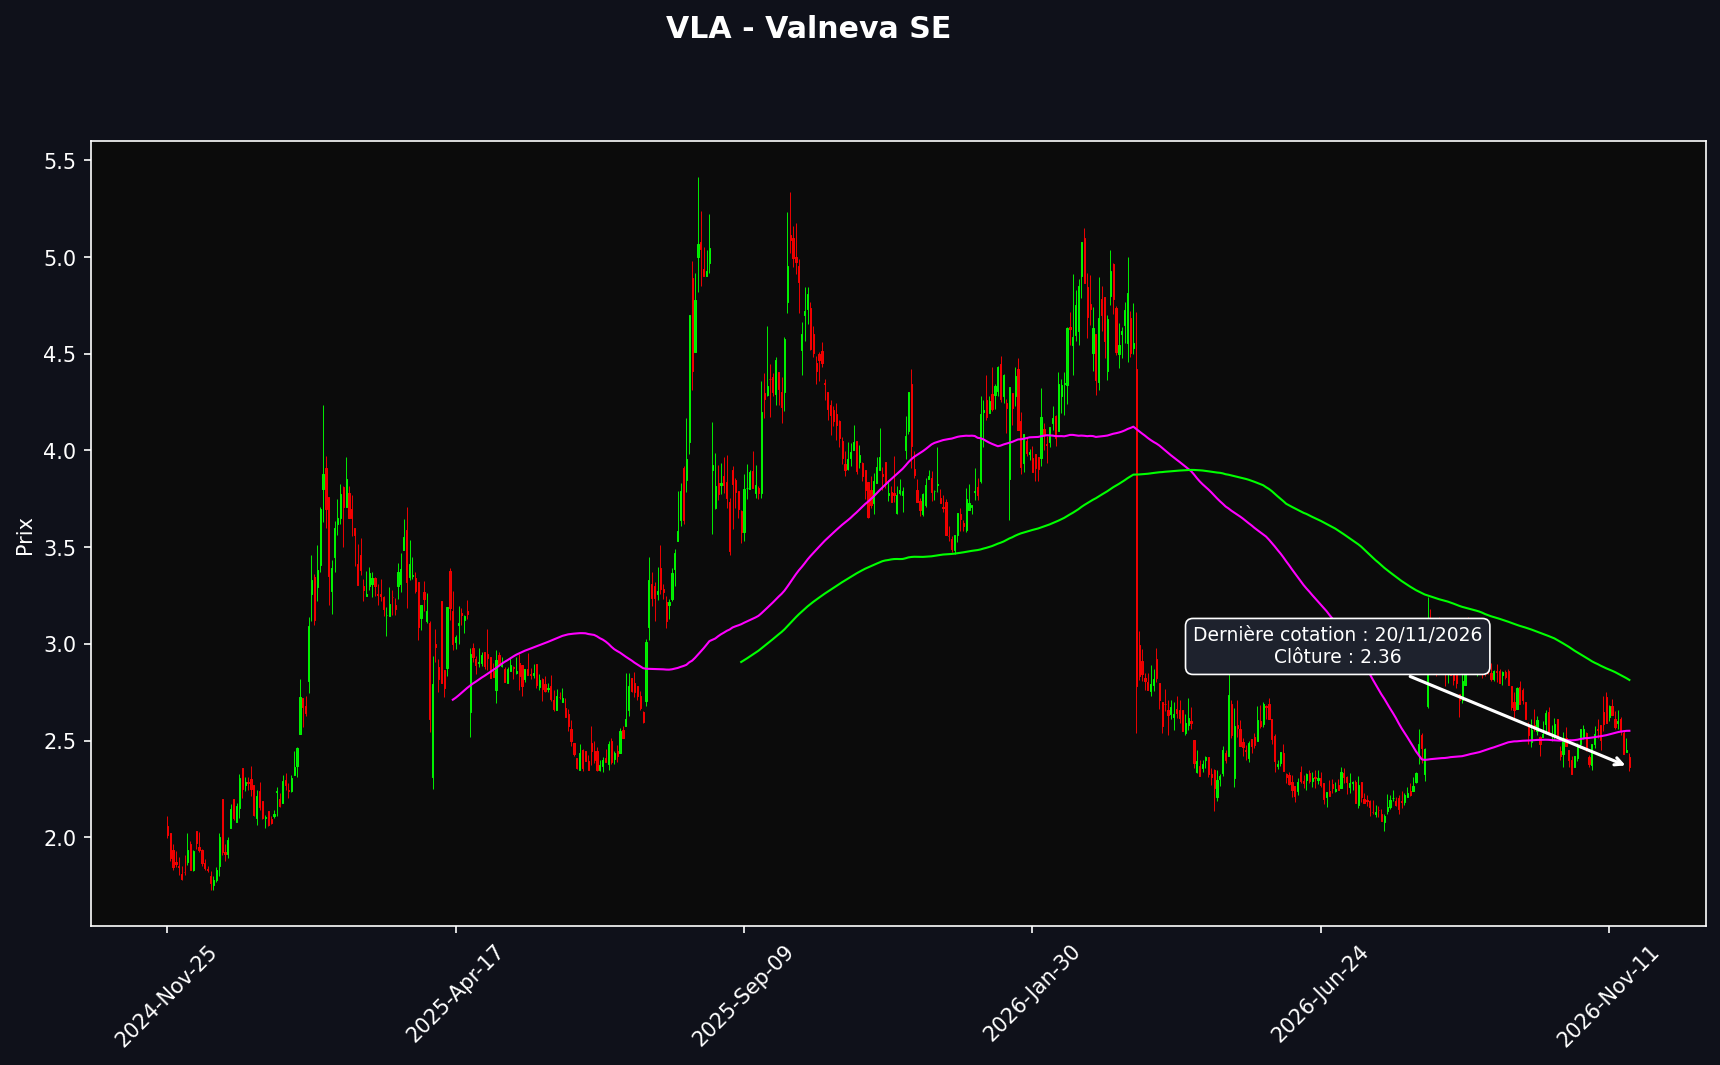 VLA - Valneva SE
5.5
5.0
4.5
4.0
3.5
3.0
2.5
2.0
Prix
Dernière cotation : 20/11/2026
Clôture : 2.36
2024-Nov-25
2025-Apr-17
2025-Sep-09
2026-Jan-30
2026-Jun-24
2026-Nov-11